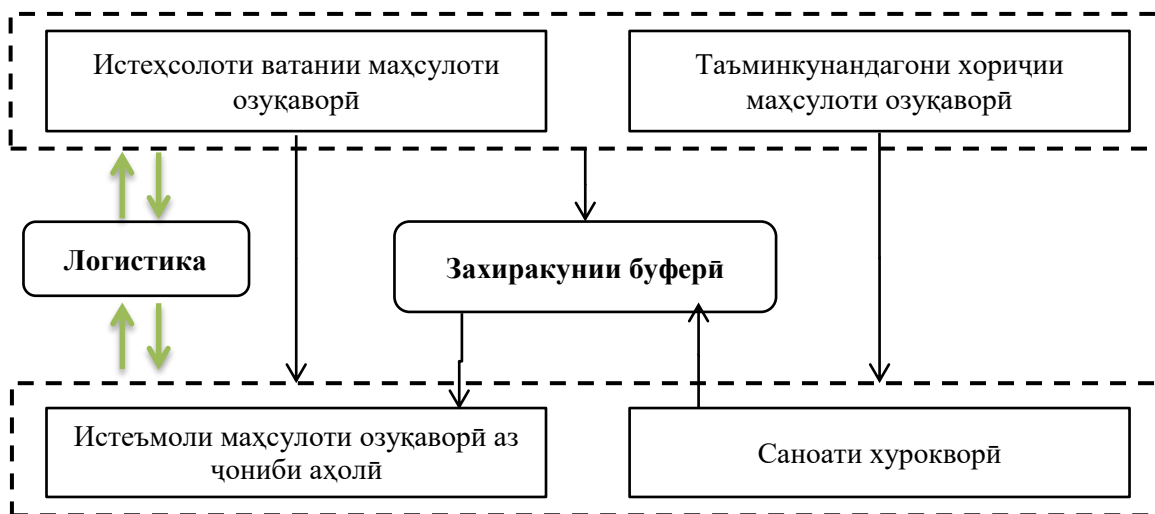 Истеҳсолоти ватании маҳсулоти
озуқаворӣ
Таъминкунандагони хориҷии
маҳсулоти озуқаворӣ
Логистика
Захиракунии буферӣ
Истеъмоли маҳсулоти озуқаворӣ аз
ҷониби аҳолӣ
Саноати хурокворӣ